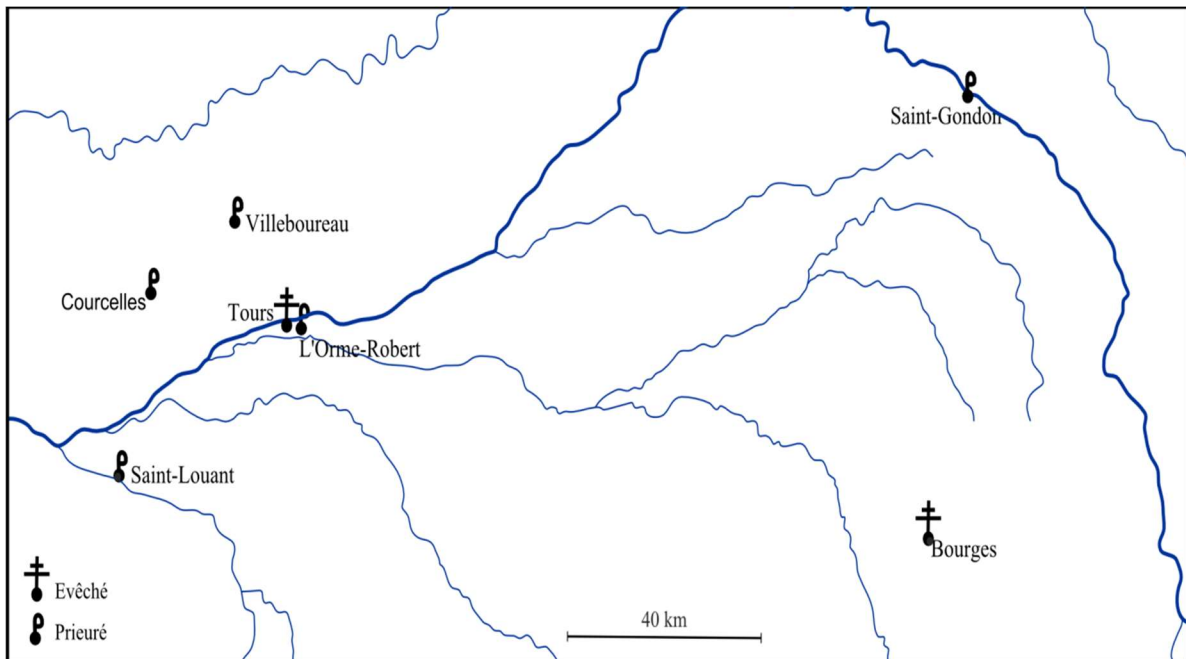 Saint-Gondon
Villeboureau
Courcelles
Tours
L'Orme-Robert
Saint-Louant
Bourges
Evêché
Prieuré
40 km